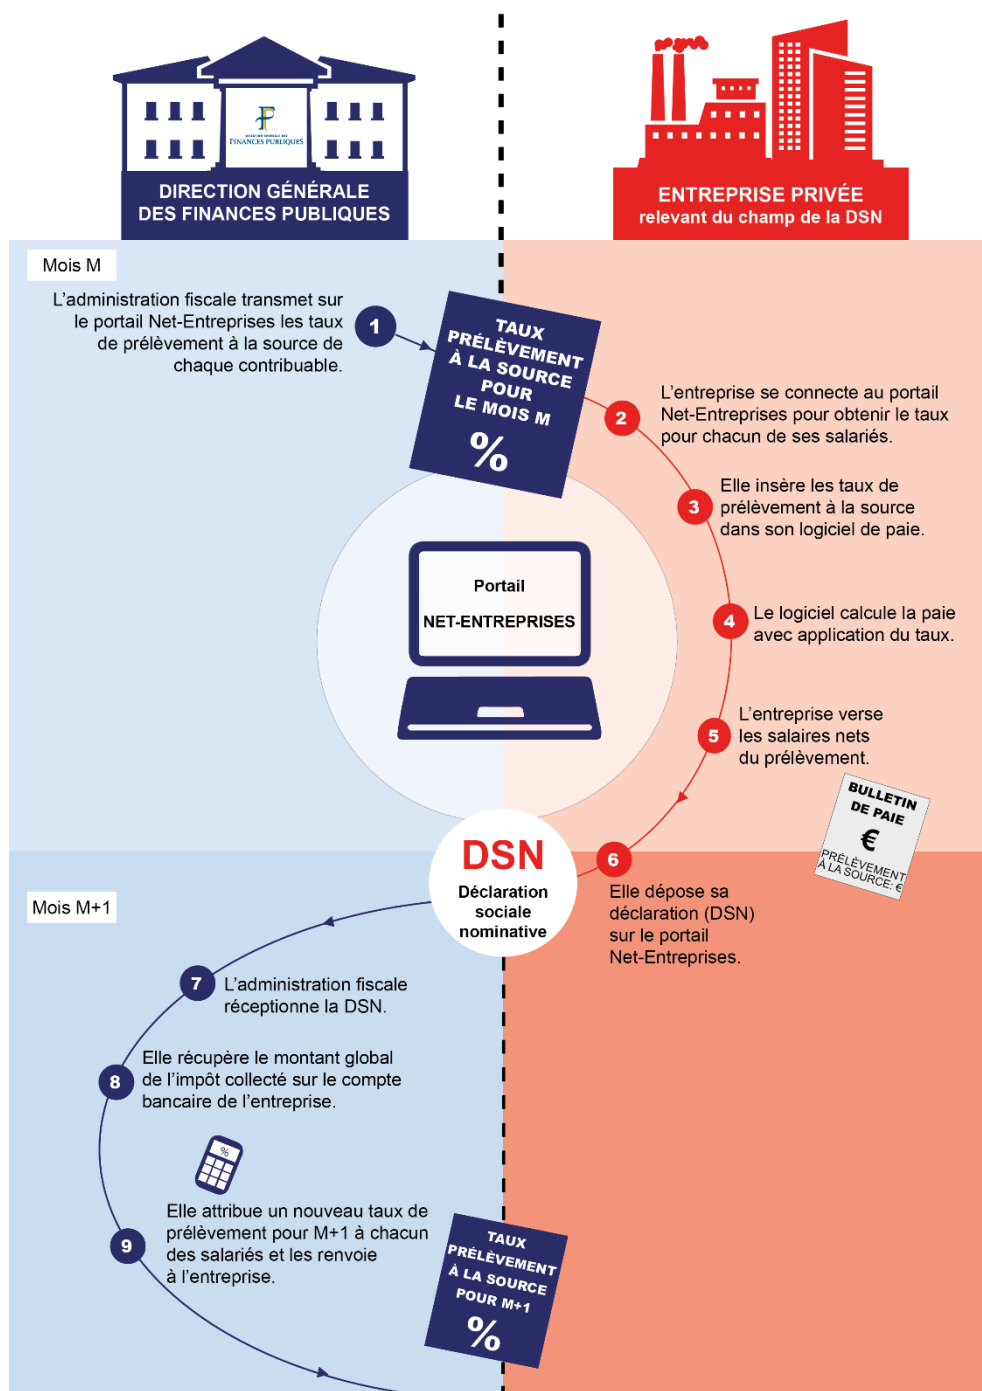 DIRECTION GÉNÉRALE DES
FINANCES PUBLIQUES
DIRECTION GÉNÉRALE
DES FINANCES PUBLIQUES
ENTREPRISE PRIVÉE
relevant du champ de la DSN
Mois M
L'administration fiscale transmet sur
le portail Net-Entreprises les taux
de prélèvement à la source de
chaque contribuable.
1
TAUX
PRÉLÈVEMENT
À LA SOURCE
POUR
LE MOIS M
%
2
L'entreprise se connecte au portail
Net-Entreprises pour obtenir le taux
pour chacun de ses salariés.
3
Elle insère les taux de
prélèvement à la source
dans son logiciel de paie.
Portail
NET-ENTREPRISES
4
Le logiciel calcule la paie
avec application du taux.
5
L'entreprise verse
les salaires nets
du prélèvement.
BULLETIN
DE PAIE
€
PRÉLÈVEMENT
À LA SOURCE: €
DSN
Déclaration
sociale
nominative
6
Elle dépose sa
déclaration (DSN)
sur le portail
Net-Entreprises.
Mois M+1
7
L'administration fiscale
réceptionne la DSN.
8
Elle récupère le montant global
de l'impôt collecté sur le compte
bancaire de l'entreprise.
%
9
Elle attribue un nouveau taux de
prélèvement pour M+1 à chacun
des salariés et les renvoie
à l'entreprise.
TAUX
PRÉLÈVEMENT
À LA SOURCE
POUR M+1
%